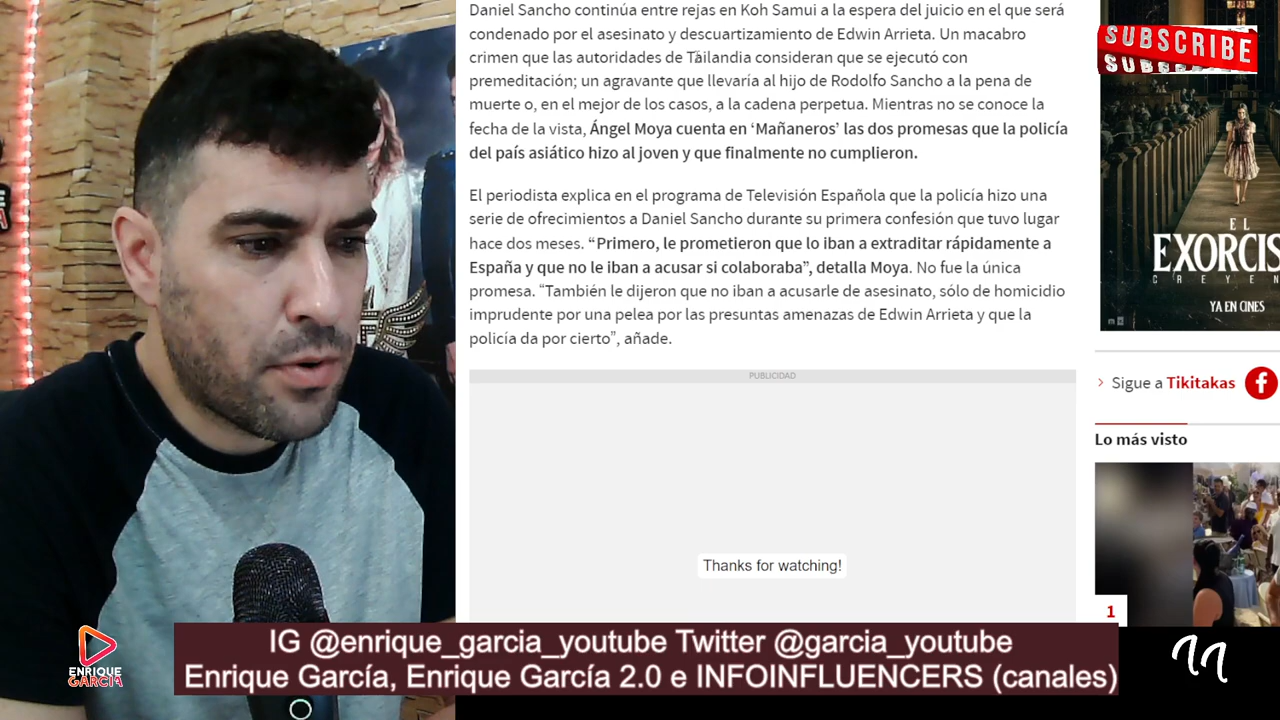 Daniel Sancho continúa entre rejas en Koh Samui a la espera del juicio en el que será
condenado por el asesinato y descuartizamiento de Edwin Arrieta. Un macabro
crimen que las autoridades de Tailandia consideran que se ejecutó con
premeditación; un agravante que llevaría al hijo de Rodolfo Sancho a la pena de
muerte o, en el mejor de los casos, a la cadena perpetua. Mientras no se conoce la
fecha de la vista, Ángel Moya cuenta en ‘Mañaneros’ las dos promesas que la policía
del país asiático hizo al joven y que finalmente no cumplieron.
El periodista explica en el programa de Televisión Española que la policía hizo una
serie de ofrecimientos a Daniel Sancho durante su primera confesión que tuvo lugar
hace dos meses. “Primero, le prometieron que lo iban a extraditar rápidamente a
España y que no le iban a acusar si colaboraba”, detalla Moya. No fue la única
promesa. “También le dijeron que no iban a acusarle de asesinato, sólo de homicidio
imprudente por una pelea por las presuntas amenazas de Edwin Arrieta y que la
policía da por cierto”, añade.
PUBLICIDAD
Thanks for watching!
SUBSCRIBE
SUBS
EL
EXORCIS
CREYEN
YA EN CINES
Sigue a Tikitakas
Lo más visto
1
ENRIQUE
GARCÍA
IG @enrique_garcia_youtube Twitter @garcia_youtube
Enrique García, Enrique García 2.0 e INFOINFLUENCERS (canales)